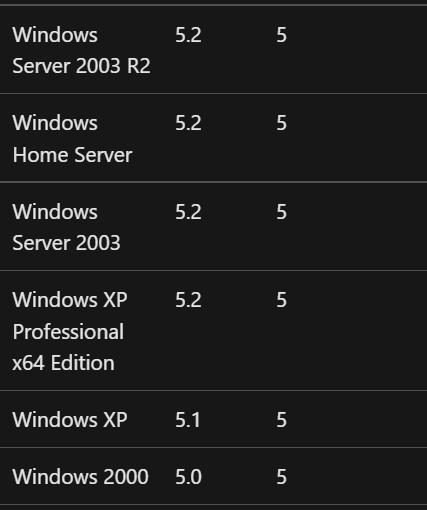 Windows 5.2 5
Server 2003 R2
Windows 5.2 5
Home Server
Windows 5.2 5
Server 2003
Windows XP 5.2 5
Professional
x64 Edition
Windows XP 5.1 5
Windows 2000 5.0 5